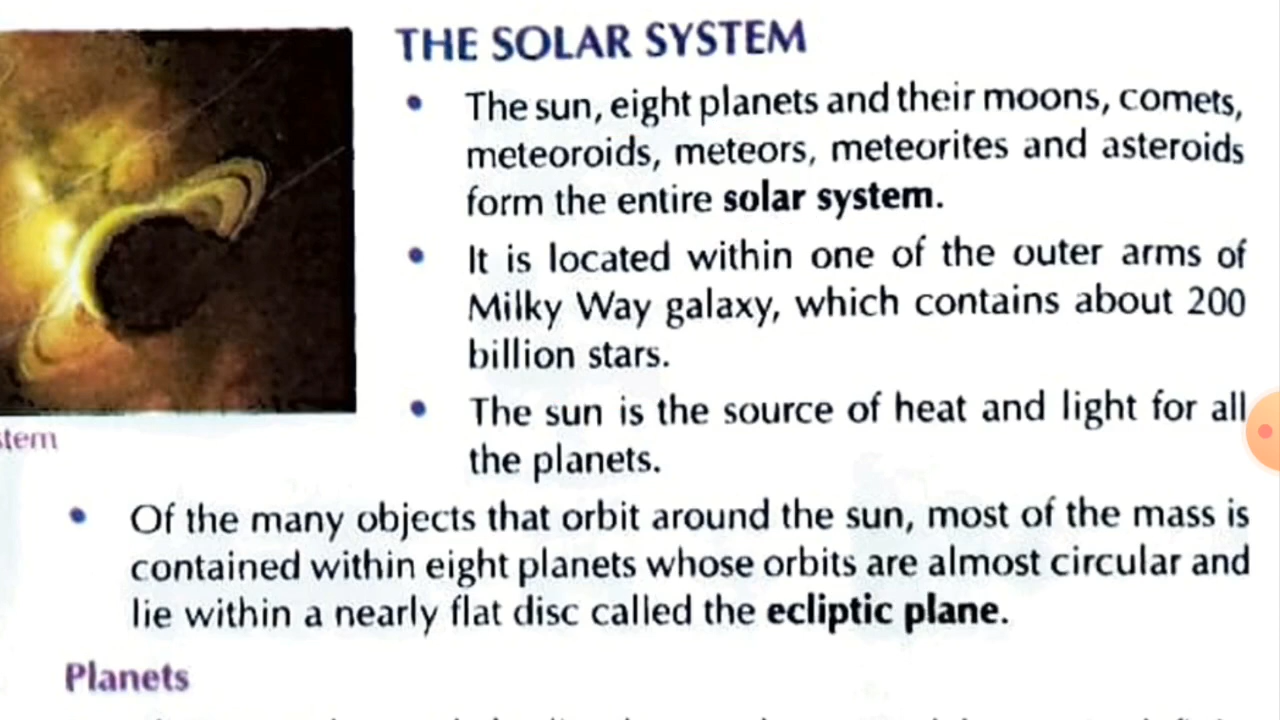 THE SOLAR SYSTEM
• The sun, eight planets and their moons, comets,
meteoroids, meteors, meteorites and asteroids
form the entire solar system.
• It is located within one of the outer arms of
Milky Way galaxy, which contains about 200
billion stars.
• The sun is the source of heat and light for all
the planets.
stem
• Of the many objects that orbit around the sun, most of the mass is
contained within eight planets whose orbits are almost circular and
lie within a nearly flat disc called the ecliptic plane.
Planets